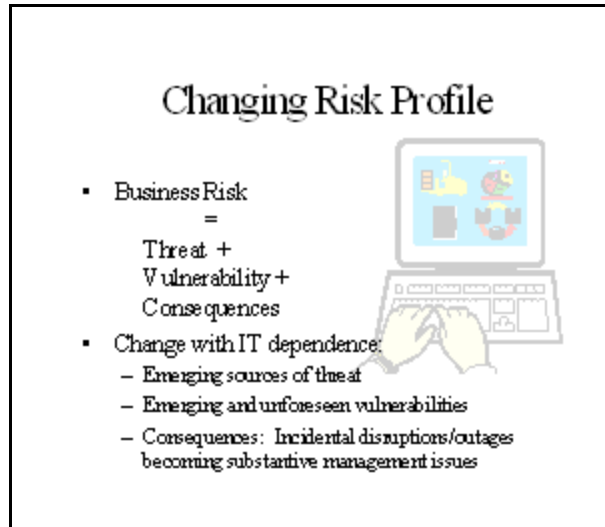 Changing Risk Profile
▪ Business Risk
=
Threat +
Vulnerability +
Consequences
▪ Change with IT dependence:
– Emerging sources of threat
– Emerging and unforeseen vulnerabilities
– Consequences: Incidental disruptions/outages
becoming substantive management issues